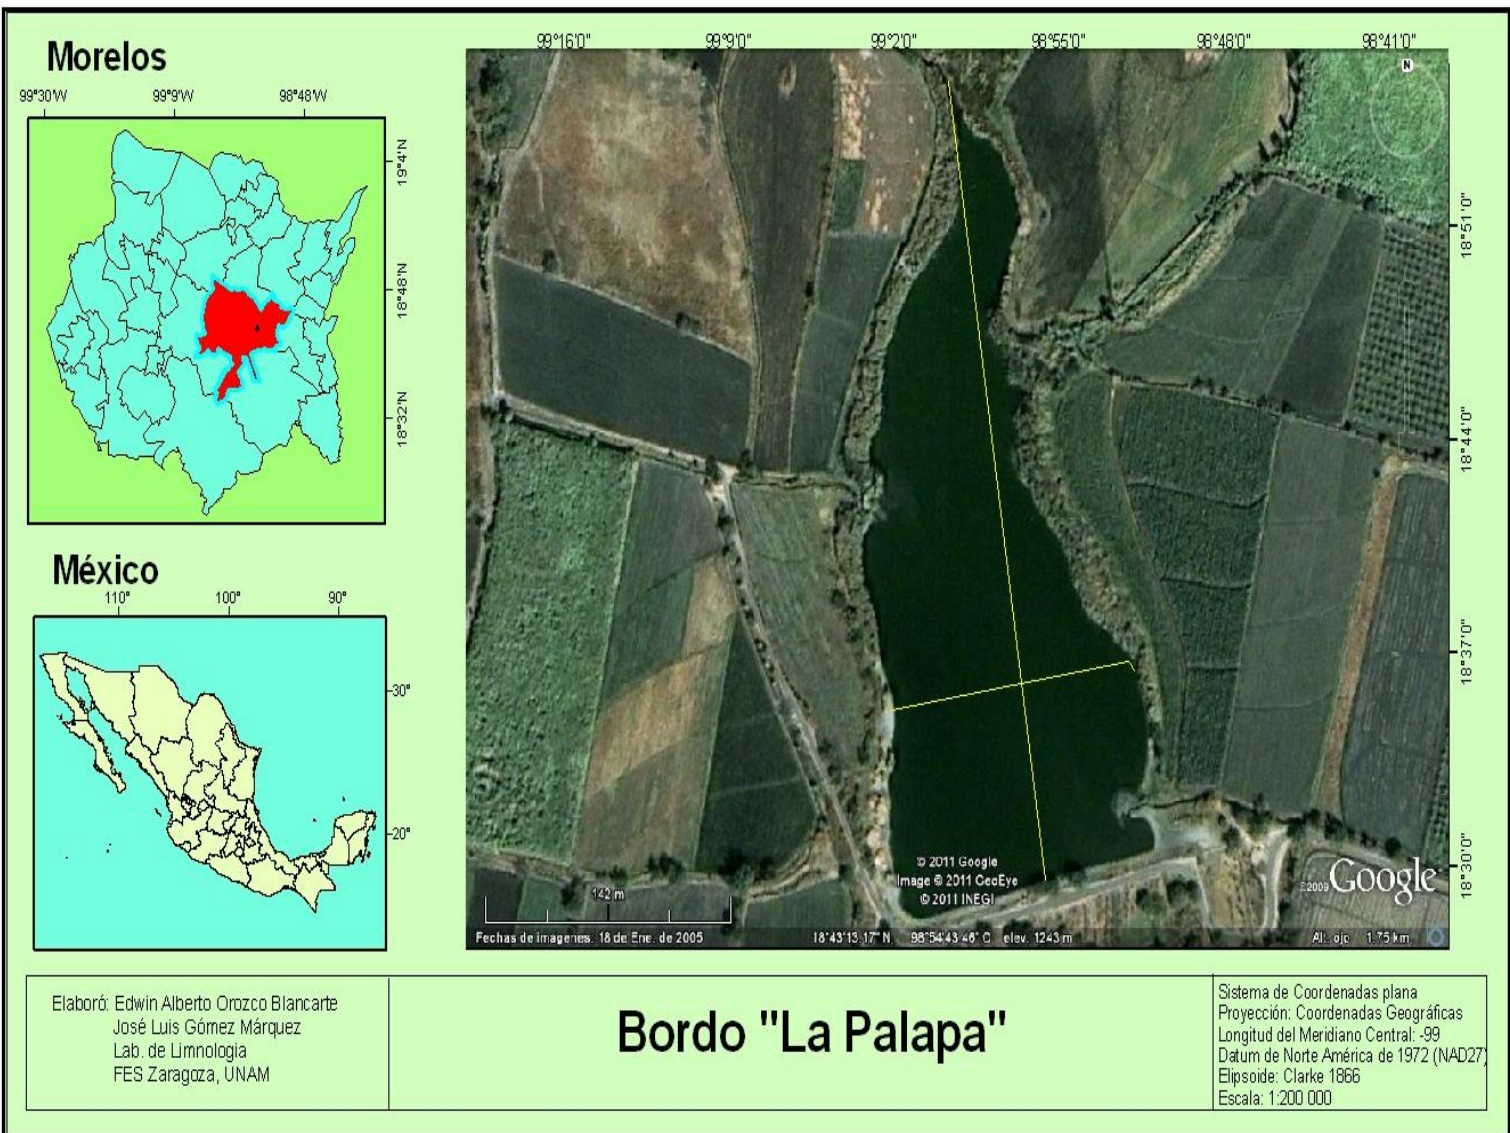 Morelos
99°30'W 99°9'W 98°48'W
19°4'N
18°48'N
18°32'N
México
110° 100° 90°
30°
20°
99°16'0" 99°9'0" 99°2'0" 98°55'0" 98°48'0" 98°41'0"
N
18°51'0"
18°44'0"
18°37'0"
18°30'0"
© 2011 Google
Image © 2011 GeoEye
© 2011 INEGI
©2009 Google
142 m
Fechas de imagenes: 18 de Ene. de 2005 18°43'13.17" N 98°54'43.46" O elev. 1243 m Alt. ojo 1.75 km
Elaboró: Edwin Alberto Orozco Blancarte
José Luis Gómez Márquez
Lab. de Limnologia
FES Zaragoza, UNAM
Bordo "La Palapa"
Sistema de Coordenadas plana
Proyección: Coordenadas Geográficas
Longitud del Meridiano Central: -99
Datum de Norte América de 1972 (NAD27)
Elipsoide: Clarke 1866
Escala: 1:200 000